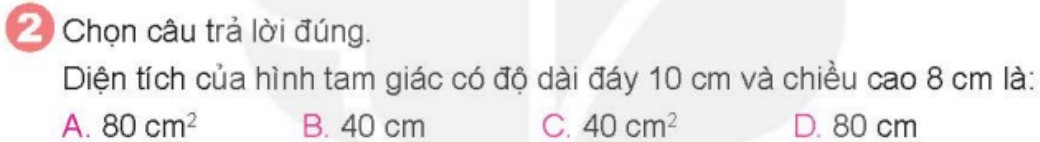 2 Chọn câu trả lời đúng.
Diện tích của hình tam giác có độ dài đáy 10 cm và chiều cao 8 cm là:
A. 80 cm² B. 40 cm C. 40 cm² D. 80 cm